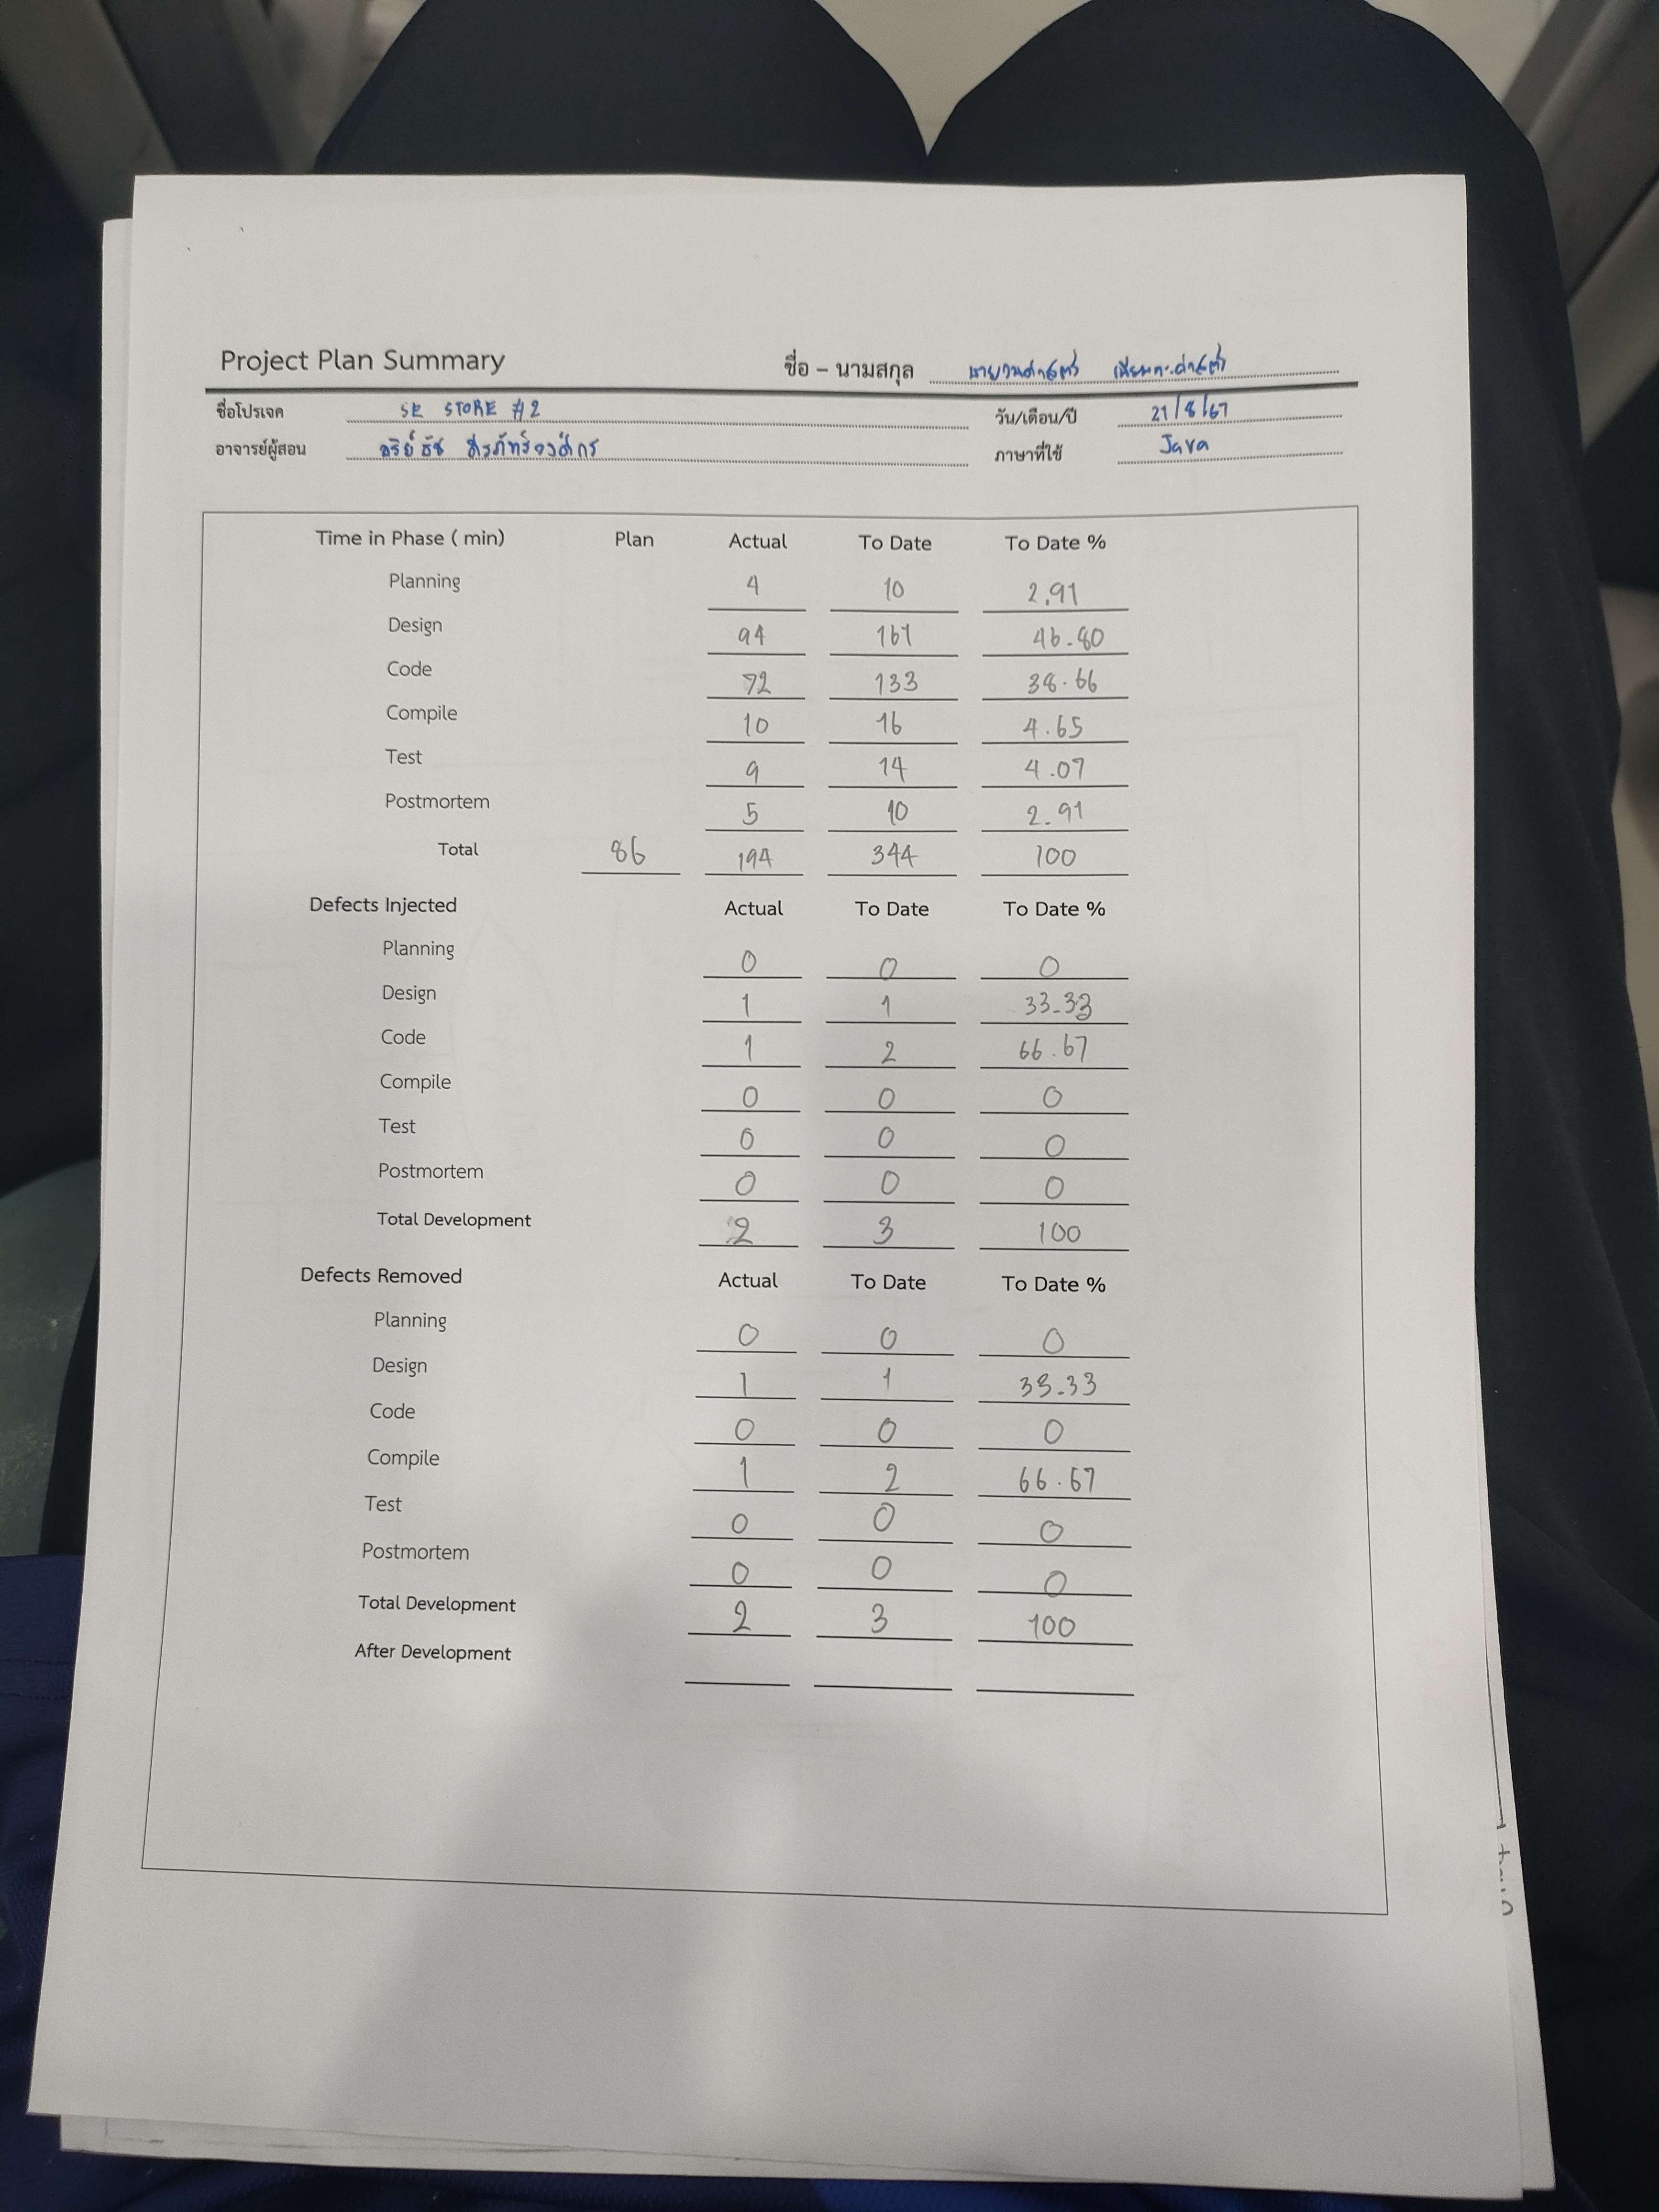 Project Plan Summary ชื่อ – นามสกุล
ชื่อโปรเจค SE STORE #2 วัน/เดือน/ปี 21/8/67
อาจารย์ผู้สอน ภาษาที่ใช้ Java
Time in Phase ( min) Plan Actual To Date To Date %
Planning 4 10 2.91
Design 94 161 46.80
Code 72 133 38.66
Compile 10 16 4.65
Test 9 14 4.07
Postmortem 5 10 2.91
Total 86 194 344 100
Defects Injected Actual To Date To Date %
Planning 0 0 0
Design 1 1 33.33
Code 1 2 66.67
Compile 0 0 0
Test 0 0 0
Postmortem 0 0 0
Total Development 2 3 100
Defects Removed Actual To Date To Date %
Planning 0 0 0
Design 1 1 33.33
Code 0 0 0
Compile 1 2 66.67
Test 0 0 0
Postmortem 0 0 0
Total Development 2 3 100
After Development